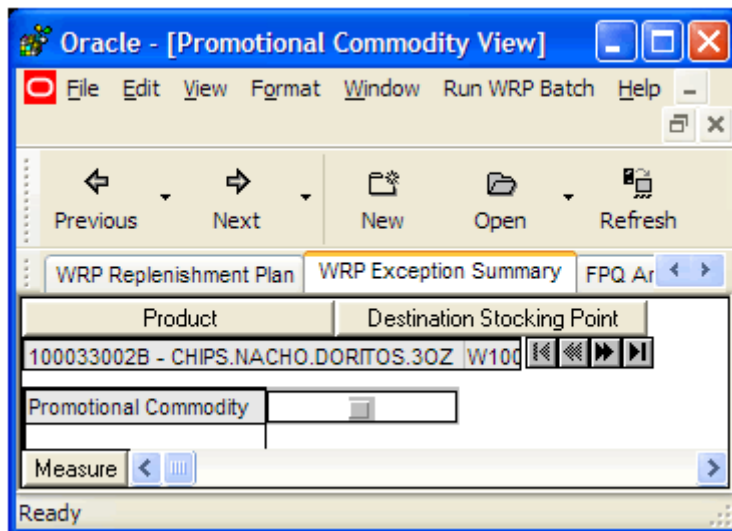 Oracle - [Promotional Commodity View]
File Edit View Format Window Run WRP Batch Help
Previous Next New Open Refresh
WRP Replenishment Plan WRP Exception Summary FPQ Ar
Product Destination Stocking Point
100033002B - CHIPS.NACHO.DORITOS.3OZ W100
Promotional Commodity
Measure
Ready